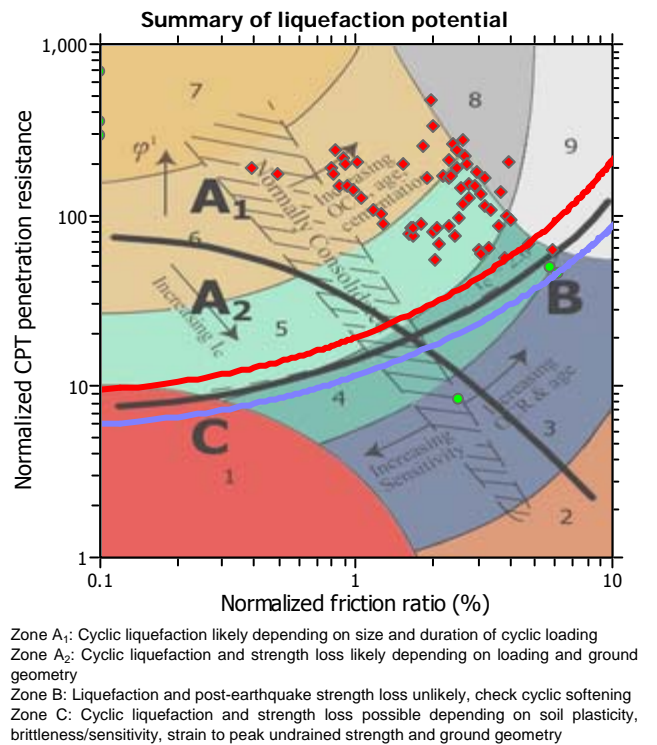 Summary of liquefaction potential
1,000
100
10
1
Normalized CPT penetration resistance
7
8
9
φ'
A1
Increasing
OCR, age,
cementation
Normally Consolidated
6
A2
Increasing Ic
5
B
4
Increasing
OCR & age
C
Increasing
Sensitivity
3
1
2
0.1
1
10
Normalized friction ratio (%)
Zone A1: Cyclic liquefaction likely depending on size and duration of cyclic loading
Zone A2: Cyclic liquefaction and strength loss likely depending on loading and ground
geometry
Zone B: Liquefaction and post-earthquake strength loss unlikely, check cyclic softening
Zone C: Cyclic liquefaction and strength loss possible depending on soil plasticity,
brittleness/sensitivity, strain to peak undrained strength and ground geometry